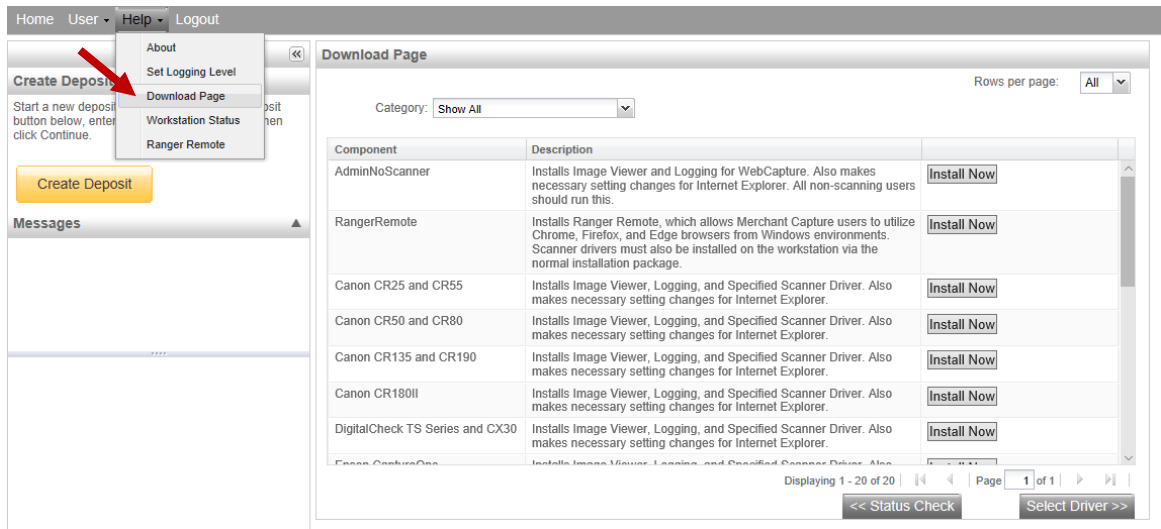 Home User Help Logout
About
Set Logging Level
Download Page
Workstation Status
Ranger Remote
Create Deposit
Start a new deposit
button below, enter
click Continue.
Create Deposit
Messages
Download Page
Rows per page: All
Category: Show All
Component Description
AdminNoScanner Installs Image Viewer and Logging for WebCapture. Also makes
necessary setting changes for Internet Explorer. All non-scanning users
should run this.
Install Now
RangerRemote Installs Ranger Remote, which allows Merchant Capture users to utilize
Chrome, Firefox, and Edge browsers from Windows environments.
Scanner drivers must also be installed on the workstation via the
normal installation package.
Install Now
Canon CR25 and CR55 Installs Image Viewer, Logging, and Specified Scanner Driver. Also
makes necessary setting changes for Internet Explorer.
Install Now
Canon CR50 and CR80 Installs Image Viewer, Logging, and Specified Scanner Driver. Also
makes necessary setting changes for Internet Explorer.
Install Now
Canon CR135 and CR190 Installs Image Viewer, Logging, and Specified Scanner Driver. Also
makes necessary setting changes for Internet Explorer.
Install Now
Canon CR180II Installs Image Viewer, Logging, and Specified Scanner Driver. Also
makes necessary setting changes for Internet Explorer.
Install Now
DigitalCheck TS Series and CX30 Installs Image Viewer, Logging, and Specified Scanner Driver. Also
makes necessary setting changes for Internet Explorer.
Install Now
Epson CaptureOne Installs Image Viewer, Logging, and Specified Scanner Driver. Also
Displaying 1 - 20 of 20 Page 1 of 1
<< Status Check Select Driver >>